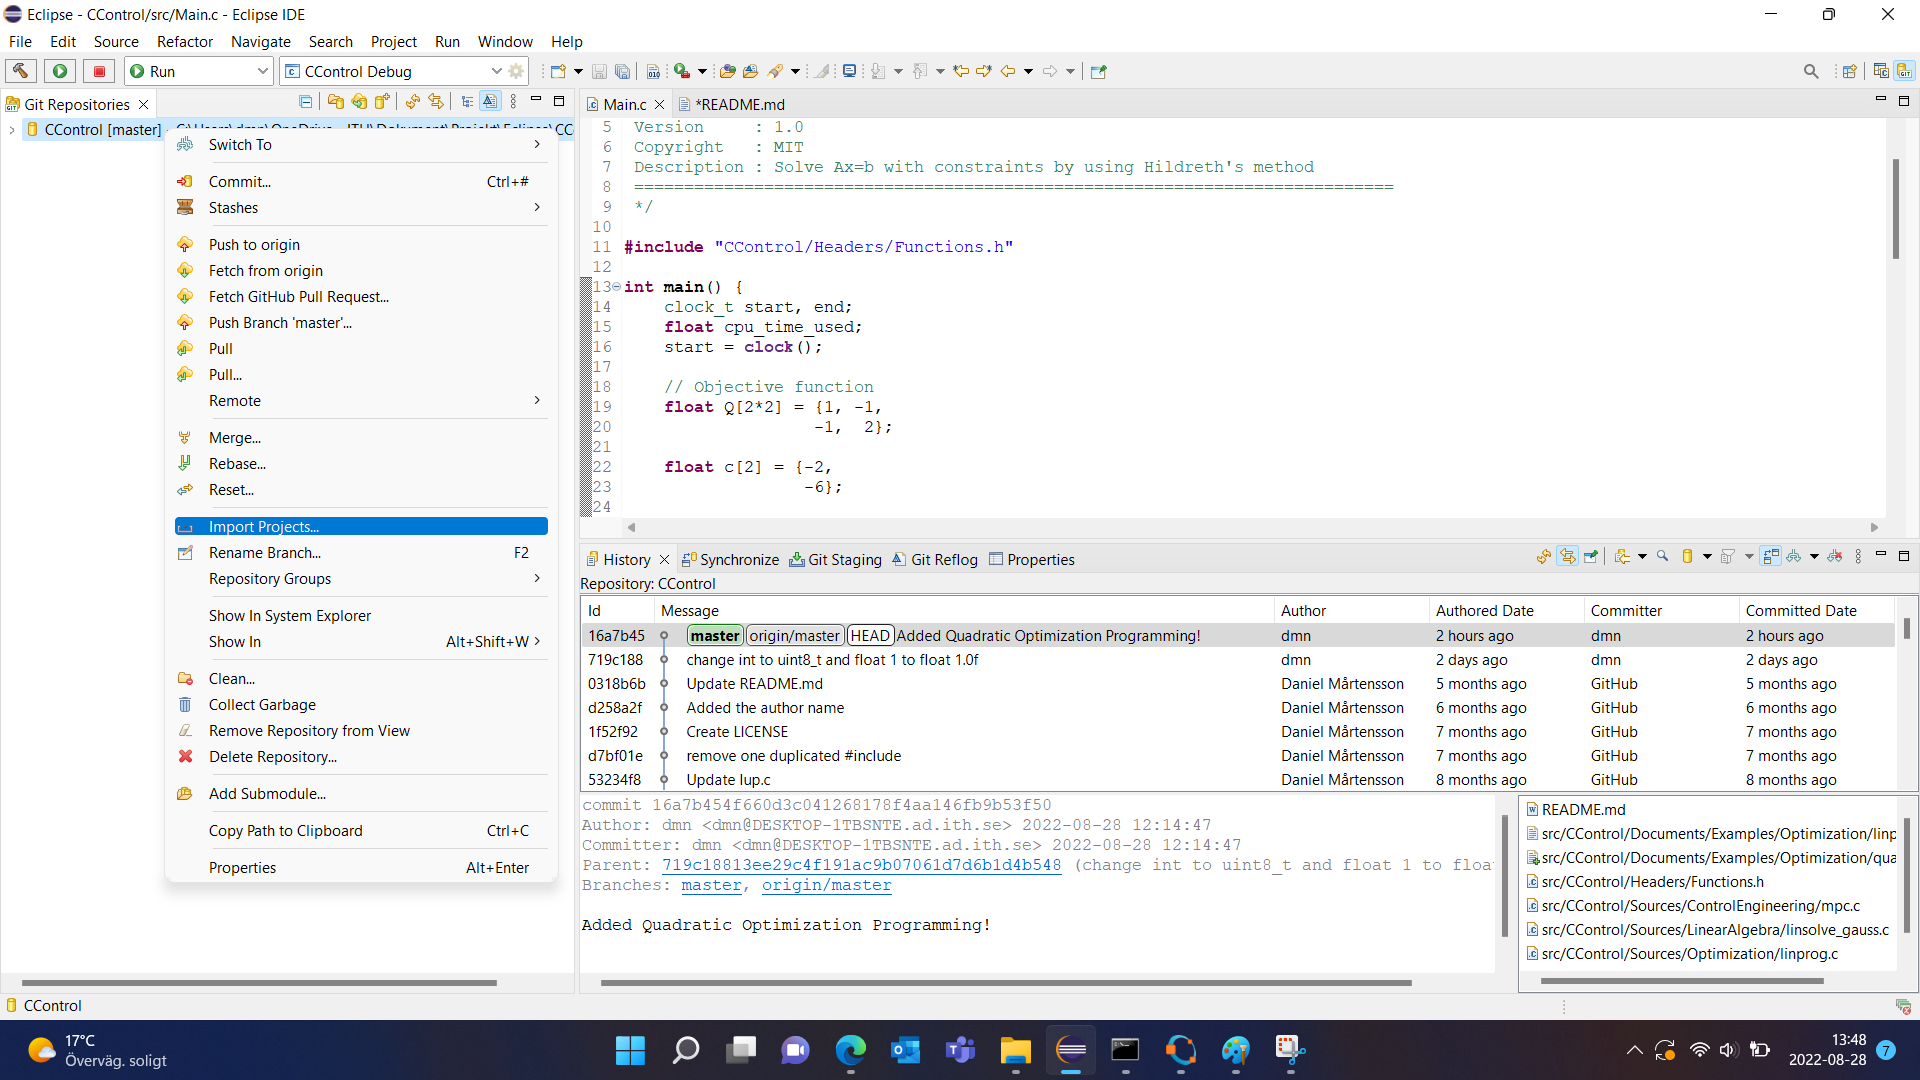 Eclipse - CControl/src/Main.c - Eclipse IDE
File Edit Source Refactor Navigate Search Project Run Window Help
Run
CControl Debug
Git Repositories
CControl [master]
Switch To
Commit... Ctrl+#
Stashes
Push to origin
Fetch from origin
Fetch GitHub Pull Request...
Push Branch 'master'...
Pull
Pull...
Remote
Merge...
Rebase...
Reset...
Import Projects...
Rename Branch... F2
Repository Groups
Show In System Explorer
Show In Alt+Shift+W
Clean...
Collect Garbage
Remove Repository from View
Delete Repository...
Add Submodule...
Copy Path to Clipboard Ctrl+C
Properties Alt+Enter
Main.c *README.md
5 Version : 1.0
6 Copyright : MIT
7 Description : Solve Ax=b with constraints by using Hildreth's method
8 ============================================================================
9 */
10
11 #include "CControl/Headers/Functions.h"
12
13 int main() {
14 clock_t start, end;
15 float cpu_time_used;
16 start = clock();
17
18 // Objective function
19 float Q[2*2] = {1, -1,
20 -1, 2};
21
22 float c[2] = {-2,
23 -6};
24
History Synchronize Git Staging Git Reflog Properties
Repository: CControl
Id Message Author Authored Date Committer Committed Date
16a7b45 master origin/master HEAD Added Quadratic Optimization Programming! dmn 2 hours ago dmn 2 hours ago
719c188 change int to uint8_t and float 1 to float 1.0f dmn 2 days ago dmn 2 days ago
0318b6b Update README.md Daniel Mårtensson 5 months ago GitHub 5 months ago
d258a2f Added the author name Daniel Mårtensson 6 months ago GitHub 6 months ago
1f52f92 Create LICENSE Daniel Mårtensson 7 months ago GitHub 7 months ago
d7bf01e remove one duplicated #include Daniel Mårtensson 7 months ago GitHub 7 months ago
53234f8 Update lup.c Daniel Mårtensson 8 months ago GitHub 8 months ago
commit 16a7b454f660d3c041268178f4aa146fb9b53f50
Author: dmn <dmn@DESKTOP-1TBSNTE.ad.ith.se> 2022-08-28 12:14:47
Committer: dmn <dmn@DESKTOP-1TBSNTE.ad.ith.se> 2022-08-28 12:14:47
Parent: 719c18813ee29c4f191ac9b07061d7d6b1d4b548 (change int to uint8_t and float 1 to floa
Branches: master, origin/master
Added Quadratic Optimization Programming!
README.md
src/CControl/Documents/Examples/Optimization/linp
src/CControl/Documents/Examples/Optimization/qua
src/CControl/Headers/Functions.h
src/CControl/Sources/ControlEngineering/mpc.c
src/CControl/Sources/LinearAlgebra/linsolve_gauss.c
src/CControl/Sources/Optimization/linprog.c
CControl
17°C
Överväg. soligt
13:48
2022-08-28
7